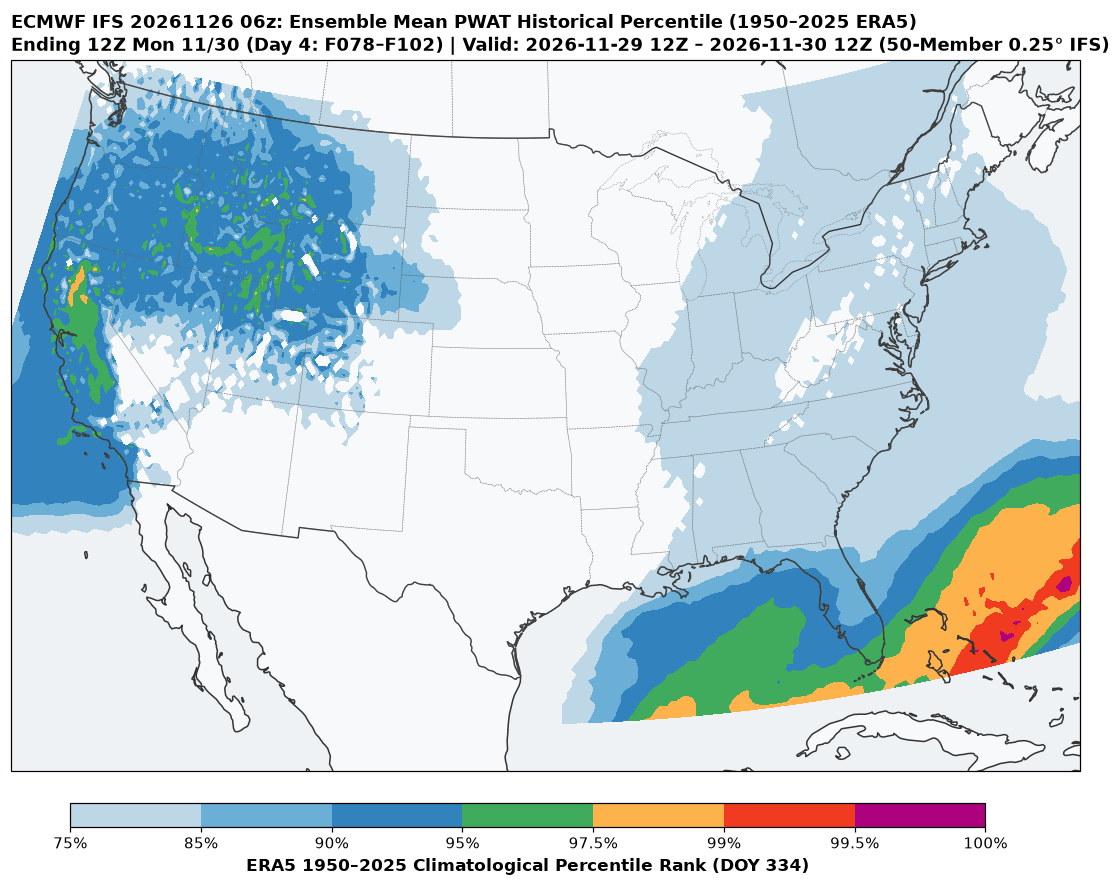 ECMWF IFS 20261126 06z: Ensemble Mean PWAT Historical Percentile (1950–2025 ERA5)
Ending 12Z Mon 11/30 (Day 4: F078–F102) | Valid: 2026-11-29 12Z – 2026-11-30 12Z (50-Member 0.25° IFS)
75% 85% 90% 95% 97.5% 99% 99.5% 100%
ERA5 1950–2025 Climatological Percentile Rank (DOY 334)